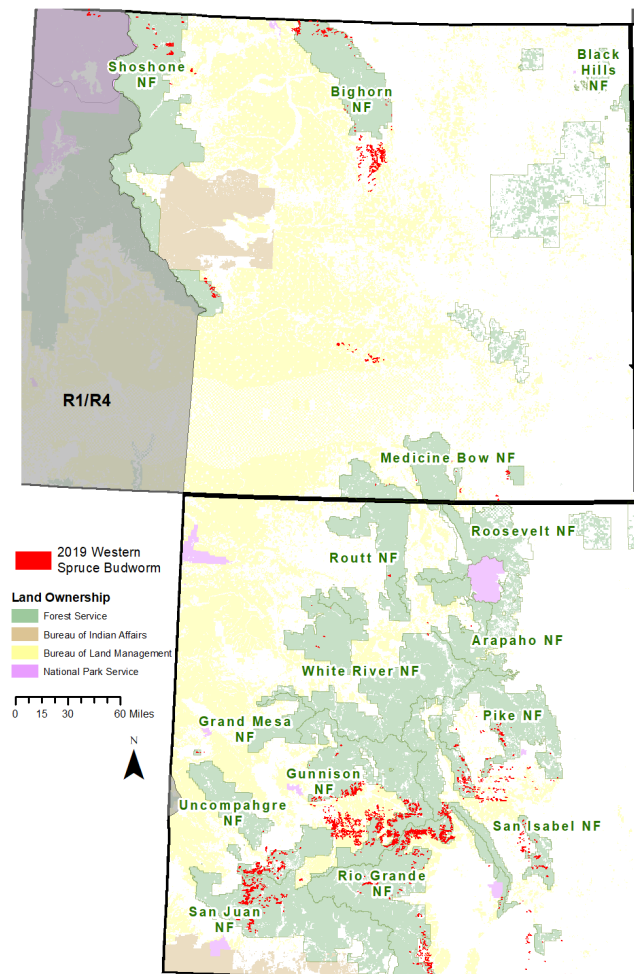 Shoshone
NF
Bighorn
NF
Black
Hills
NF
R1/R4
Medicine Bow NF
Roosevelt NF
Routt NF
Arapaho NF
White River NF
Pike NF
Grand Mesa
NF
Gunnison
NF
Uncompahgre
NF
San Isabel NF
Rio Grande
NF
San Juan
NF
2019 Western
Spruce Budworm
Land Ownership
Forest Service
Bureau of Indian Affairs
Bureau of Land Management
National Park Service
0 15 30 60 Miles
N